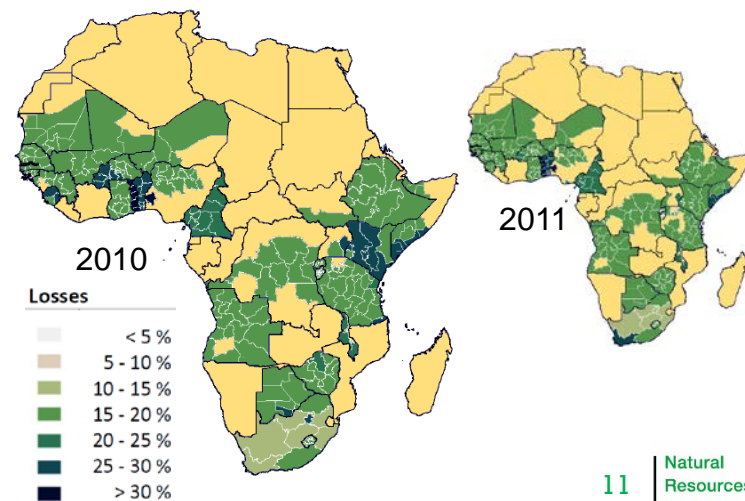 2010
2011
Losses
< 5 %
5 - 10 %
10 - 15 %
15 - 20 %
20 - 25 %
25 - 30 %
> 30 %
11
Natural
Resources